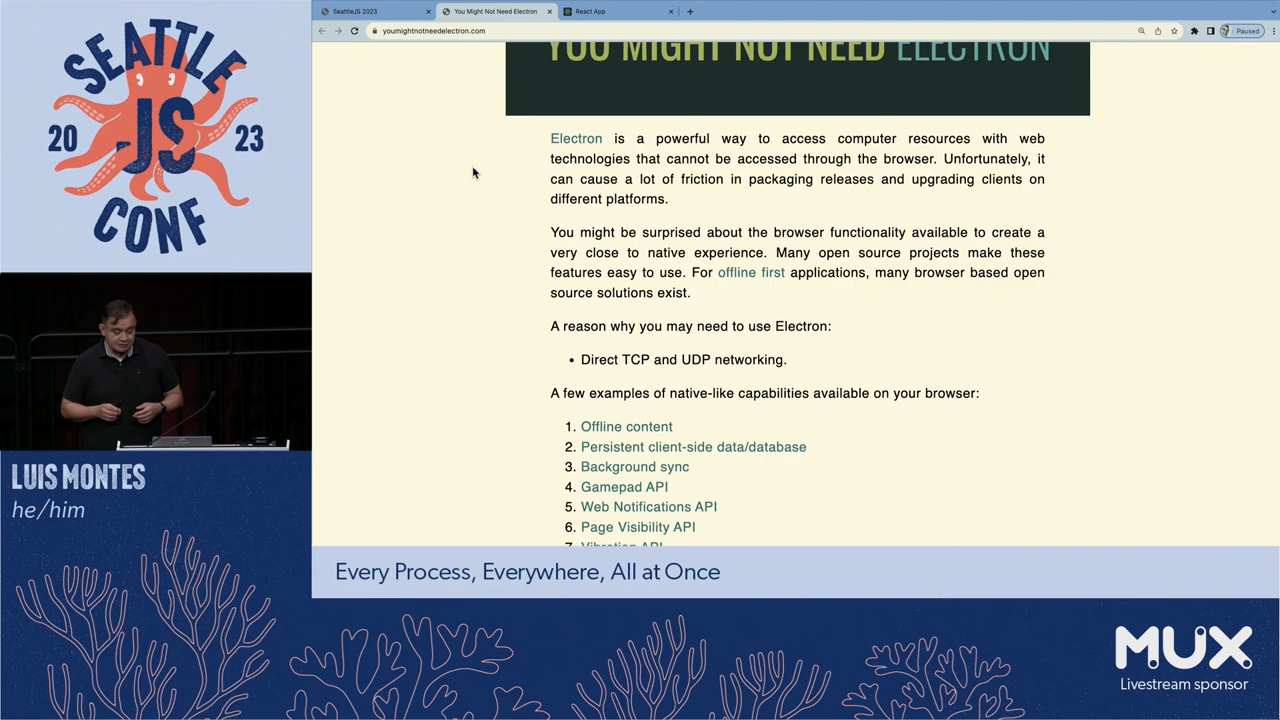 SEATTLE
20 JS 23
CONF
SeattleJS 2023
You Might Not Need Electron
React App
youmightnotneedelectron.com
Paused
YOU MIGHT NOT NEED ELECTRON
Electron is a powerful way to access computer resources with web
technologies that cannot be accessed through the browser. Unfortunately, it
can cause a lot of friction in packaging releases and upgrading clients on
different platforms.
You might be surprised about the browser functionality available to create a
very close to native experience. Many open source projects make these
features easy to use. For offline first applications, many browser based open
source solutions exist.
A reason why you may need to use Electron:
• Direct TCP and UDP networking.
A few examples of native-like capabilities available on your browser:
1. Offline content
2. Persistent client-side data/database
3. Background sync
4. Gamepad API
5. Web Notifications API
6. Page Visibility API
7. Vibration API
LUIS MONTES
he/him
Every Process, Everywhere, All at Once
MUX
Livestream sponsor